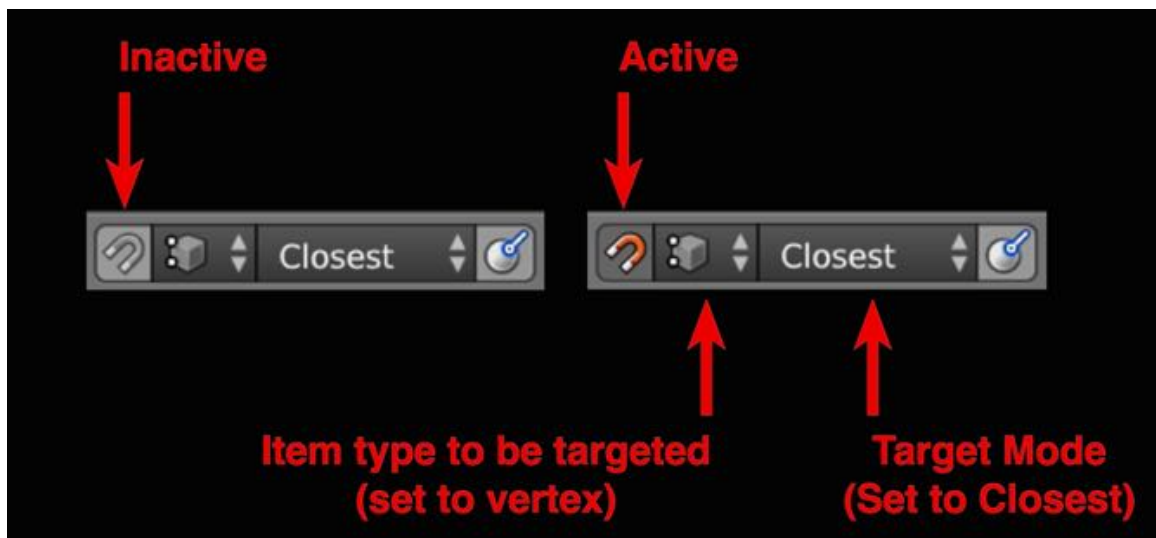 Inactive
Active
Closest
Closest
Item type to be targeted
(set to vertex)
Target Mode
(Set to Closest)